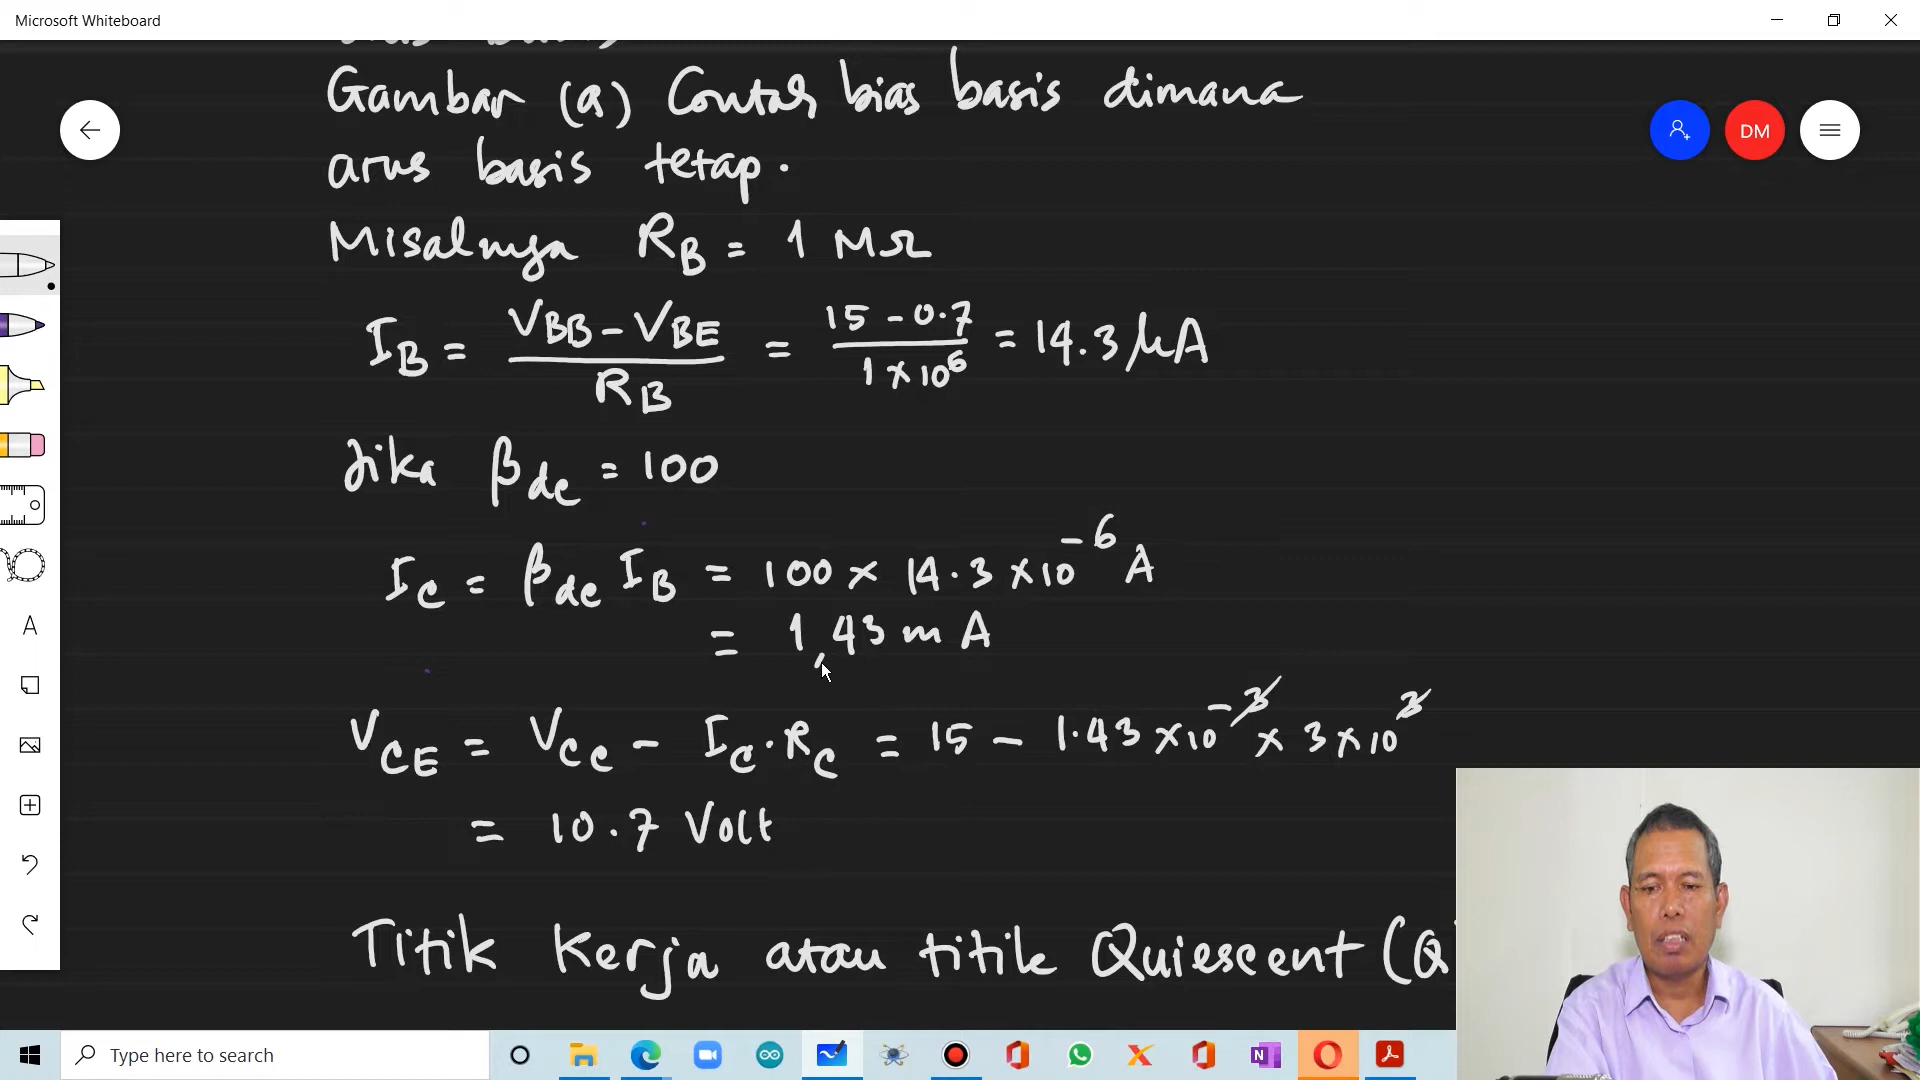 Microsoft Whiteboard
Gambar (a) Contoh bias basis dimana
arus basis tetap.
DM
Misalnya RB = 1 MΩ
IB = VBB - VBE / RB = 15 - 0.7 / 1 × 10^6 = 14.3 μA
Jika βdc = 100
IC = βdc IB = 100 × 14.3 × 10^-6 A
= 1,43 m A
VCE = VCC - IC . RC = 15 - 1.43 × 10^-3 × 3 × 10^3
= 10.7 Volt
Titik Kerja atau titik Quiescent (Q
Type here to search